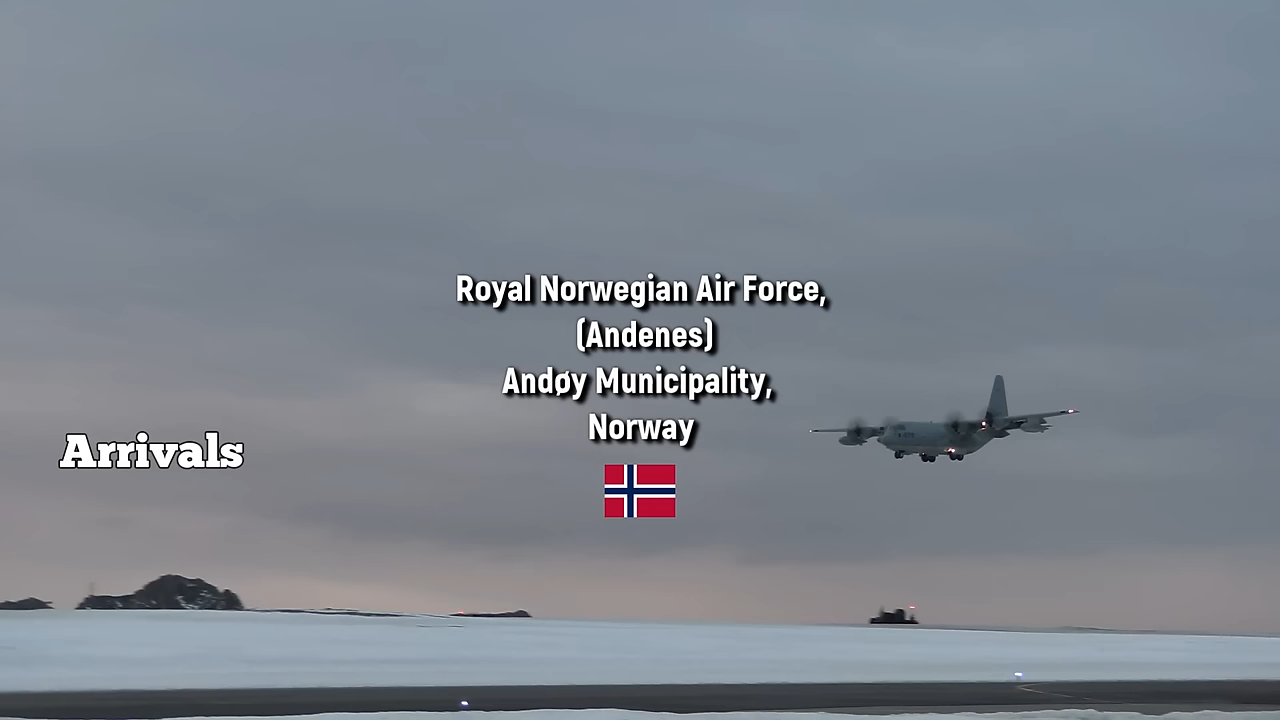 Royal Norwegian Air Force,
(Andenes)
Andøy Municipality,
Norway
Arrivals